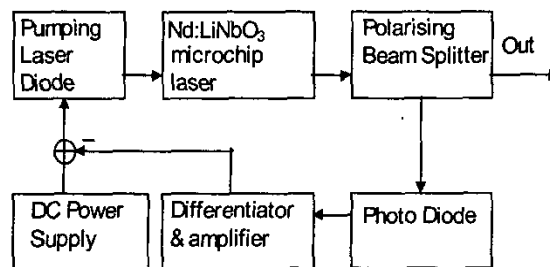 Pumping
Laser
Diode
Nd:LiNbO3
microchip
laser
Polarising
Beam Splitter
Out
−
DC Power
Supply
Differentiator
& amplifier
Photo Diode